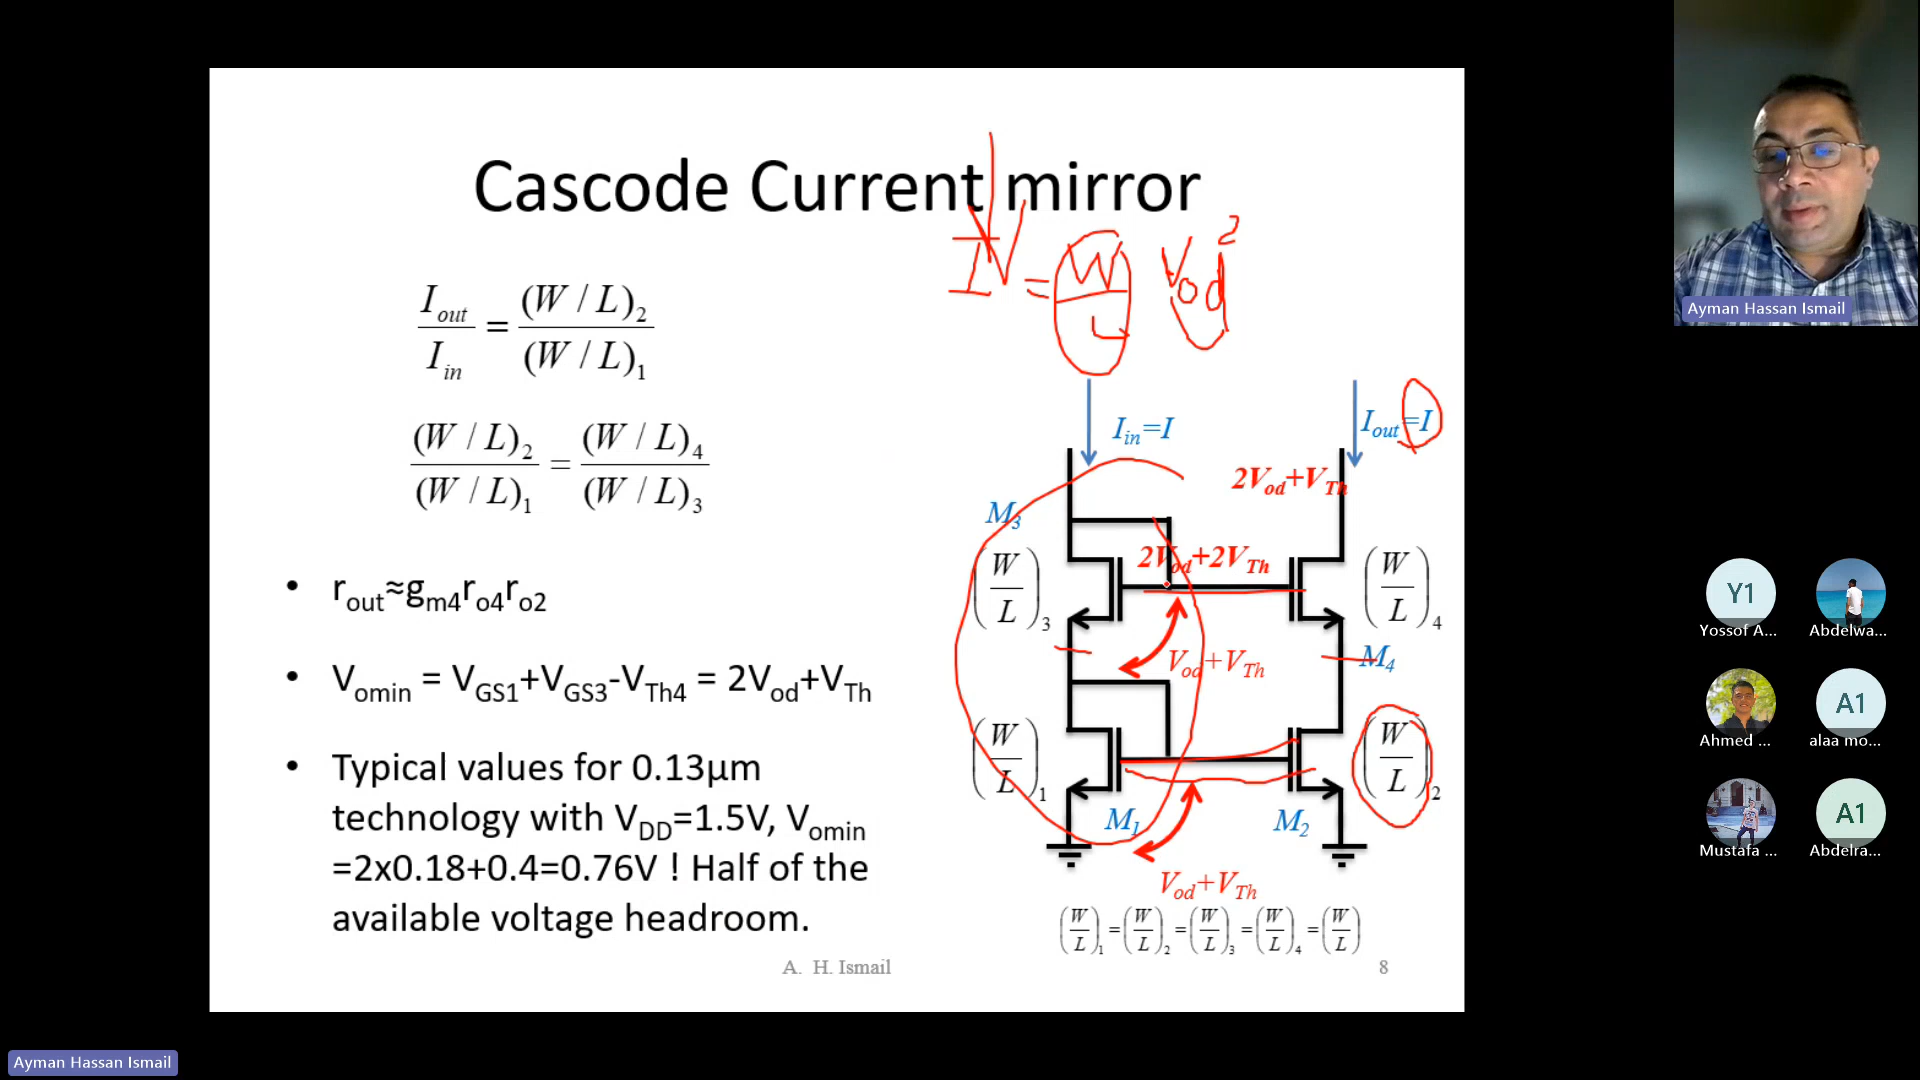 Cascode Current mirror
I N = W/L Vod²
I_out / I_in = (W / L)_2 / (W / L)_1
(W / L)_2 / (W / L)_1 = (W / L)_4 / (W / L)_3
• r_out≈g_m4r_o4r_o2
• V_omin = V_GS1+V_GS3-V_Th4 = 2V_od+V_Th
• Typical values for 0.13µm
technology with V_DD=1.5V, V_omin
=2x0.18+0.4=0.76V ! Half of the
available voltage headroom.
I_in=I
I_out=I
2V_od+V_Th
M_3
2V_od+2V_Th
(W/L)_3
(W/L)_4
V_od+V_Th
M_4
(W/L)_1
(W/L)_2
M_1
M_2
V_od+V_Th
(W/L)_1=(W/L)_2=(W/L)_3=(W/L)_4=(W/L)
A. H. Ismail
8
Ayman Hassan Ismail
Y1
Yossof A...
Abdelwa...
Ahmed ...
A1
alaa mo...
Mustafa ...
A1
Abdelra...
Ayman Hassan Ismail